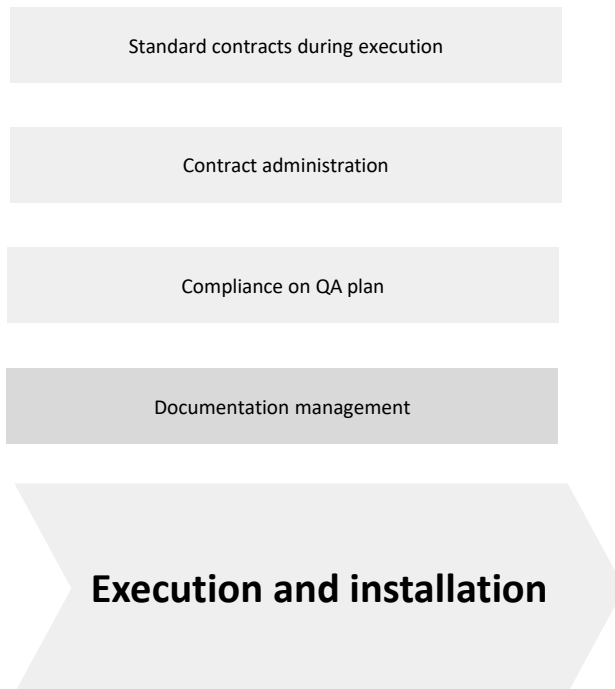 Standard contracts during execution
Contract administration
Compliance on QA plan
Documentation management
Execution and installation